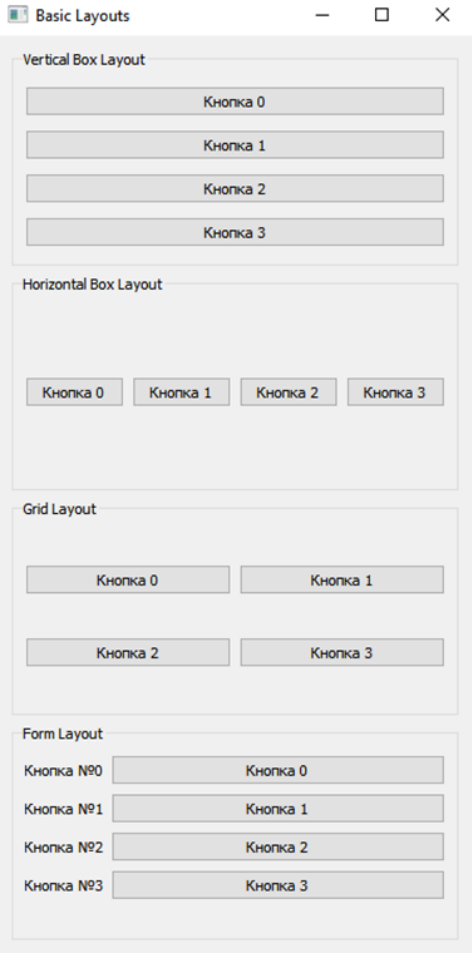 Basic Layouts
Vertical Box Layout
Кнопка 0
Кнопка 1
Кнопка 2
Кнопка 3
Horizontal Box Layout
Кнопка 0 Кнопка 1 Кнопка 2 Кнопка 3
Grid Layout
Кнопка 0 Кнопка 1
Кнопка 2 Кнопка 3
Form Layout
Кнопка №0 Кнопка 0
Кнопка №1 Кнопка 1
Кнопка №2 Кнопка 2
Кнопка №3 Кнопка 3